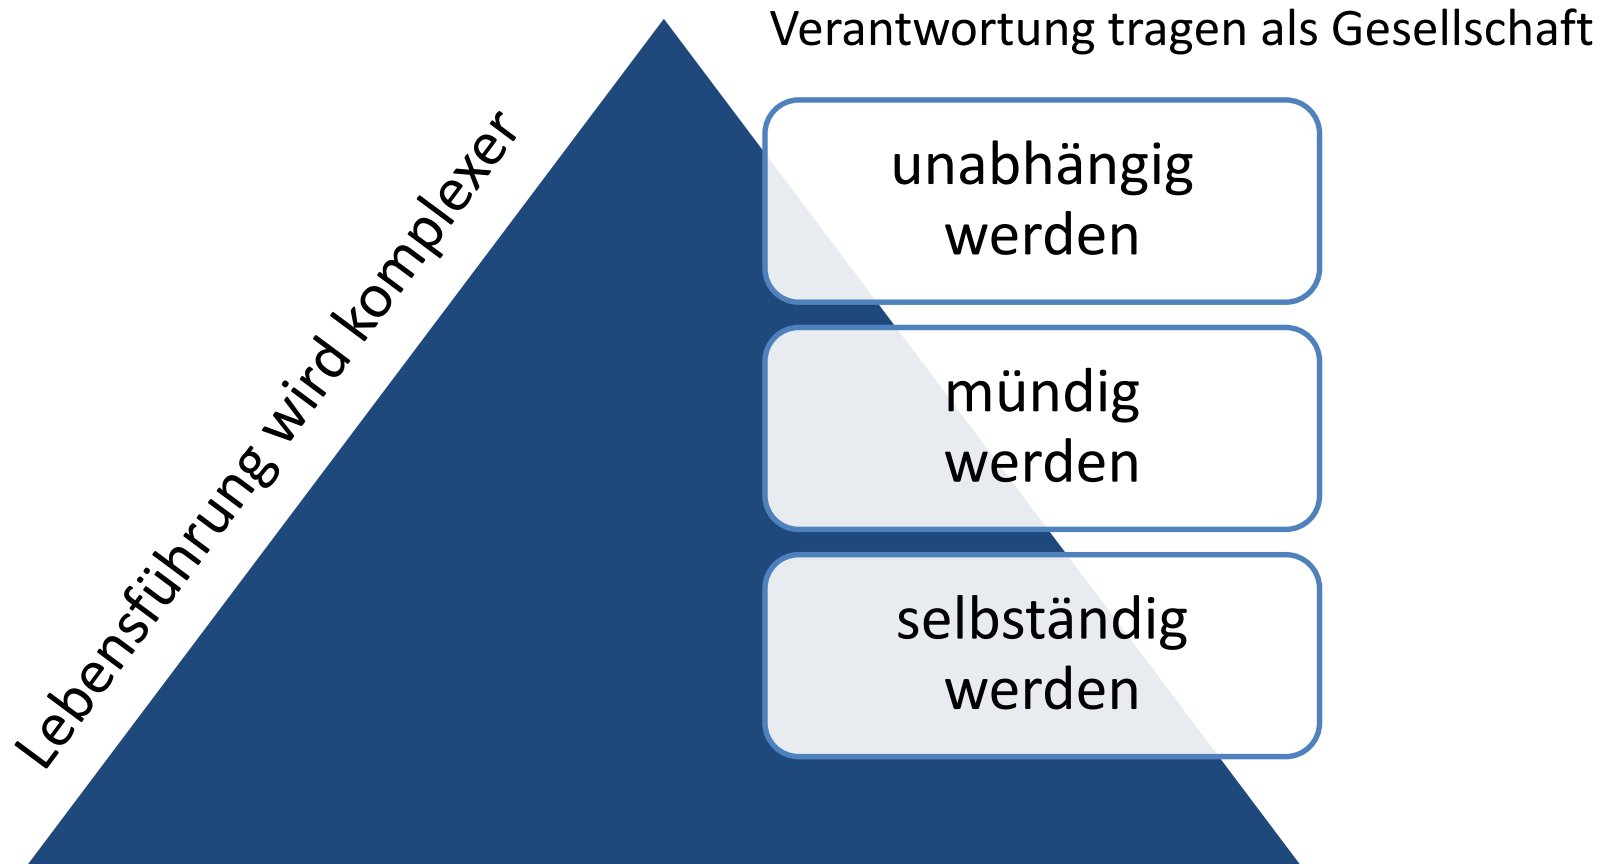 Verantwortung tragen als Gesellschaft
Lebensführung wird komplexer
unabhängig
werden
mündig
werden
selbständig
werden